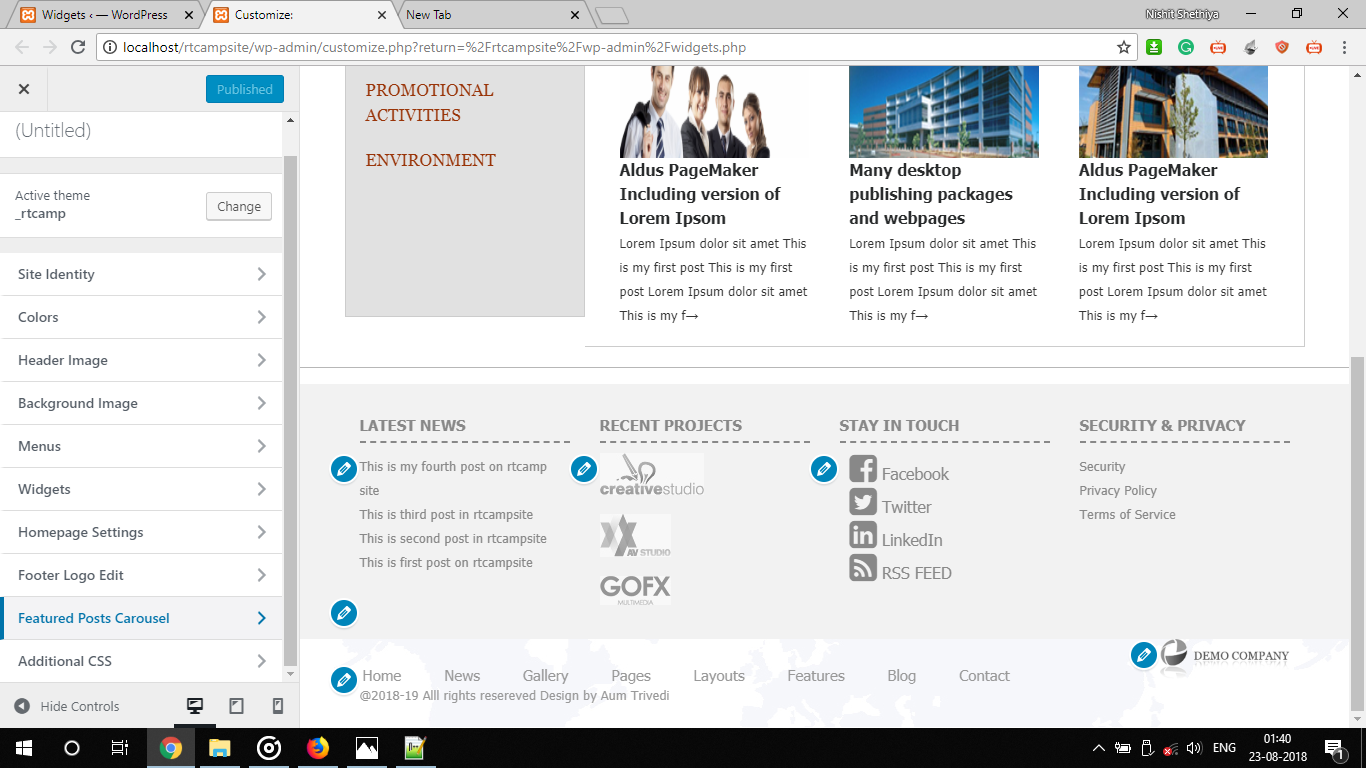 Widgets ‹ — WordPress
Customize:
New Tab
Nishit Shethiya
localhost/rtcampsite/wp-admin/customize.php?return=%2Frtcampsite%2Fwp-admin%2Fwidgets.php
Published
(Untitled)
Active theme
_rtcamp
Change
Site Identity
Colors
Header Image
Background Image
Menus
Widgets
Homepage Settings
Footer Logo Edit
Featured Posts Carousel
Additional CSS
Hide Controls
PROMOTIONAL
ACTIVITIES
ENVIRONMENT
Aldus PageMaker
Including version of
Lorem Ipsom
Lorem Ipsum dolor sit amet This
is my first post This is my first
post Lorem Ipsum dolor sit amet
This is my f→
Many desktop
publishing packages
and webpages
Lorem Ipsum dolor sit amet This
is my first post This is my first
post Lorem Ipsum dolor sit amet
This is my f→
Aldus PageMaker
Including version of
Lorem Ipsom
Lorem Ipsum dolor sit amet This
is my first post This is my first
post Lorem Ipsum dolor sit amet
This is my f→
LATEST NEWS
This is my fourth post on rtcamp
site
This is third post in rtcampsite
This is second post in rtcampsite
This is first post on rtcampsite
RECENT PROJECTS
creativestudio
AV STUDIO
GOFX
MULTIMEDIA
STAY IN TOUCH
Facebook
Twitter
LinkedIn
RSS FEED
SECURITY & PRIVACY
Security
Privacy Policy
Terms of Service
DEMO COMPANY
Home News Gallery Pages Layouts Features Blog Contact
@2018-19 Alll rights resereved Design by Aum Trivedi
ENG
01:40
23-08-2018
1